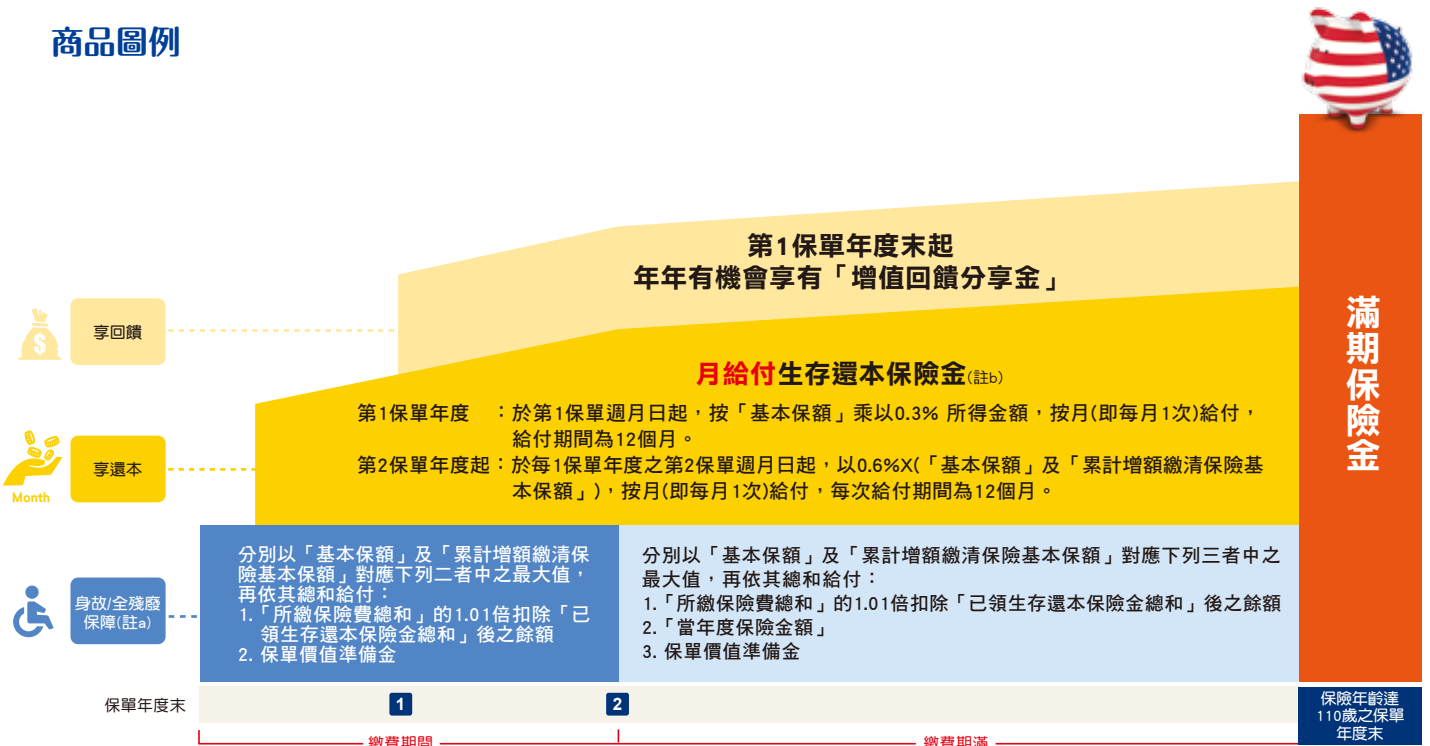 商品圖例
第1保單年度末起
年年有機會享有「增值回饋分享金」
$
享回饋
月給付生存還本保險金(註b)
第1保單年度　：於第1保單週月日起，按「基本保額」乘以0.3% 所得金額，按月(即每月1次)給付，
給付期間為12個月。
第2保單年度起：於每1保單年度之第2保單週月日起，以0.6%X(「基本保額」及「累計增額繳清保險基
本保額」)，按月(即每月1次)給付，每次給付期間為12個月。
Month
享還本
滿期保險金
身故/全殘廢
保障(註a)
分別以「基本保額」及「累計增額繳清保
險基本保額」對應下列二者中之最大值，
再依其總和給付：
1.「所繳保險費總和」的1.01倍扣除「已
領生存還本保險金總和」後之餘額
2. 保單價值準備金
分別以「基本保額」及「累計增額繳清保險基本保額」對應下列三者中之
最大值，再依其總和給付：
1.「所繳保險費總和」的1.01倍扣除「已領生存還本保險金總和」後之餘額
2.「當年度保險金額」
3. 保單價值準備金
保單年度末
1
2
保險年齡達
110歲之保單
年度末
繳費期間
繳費期滿